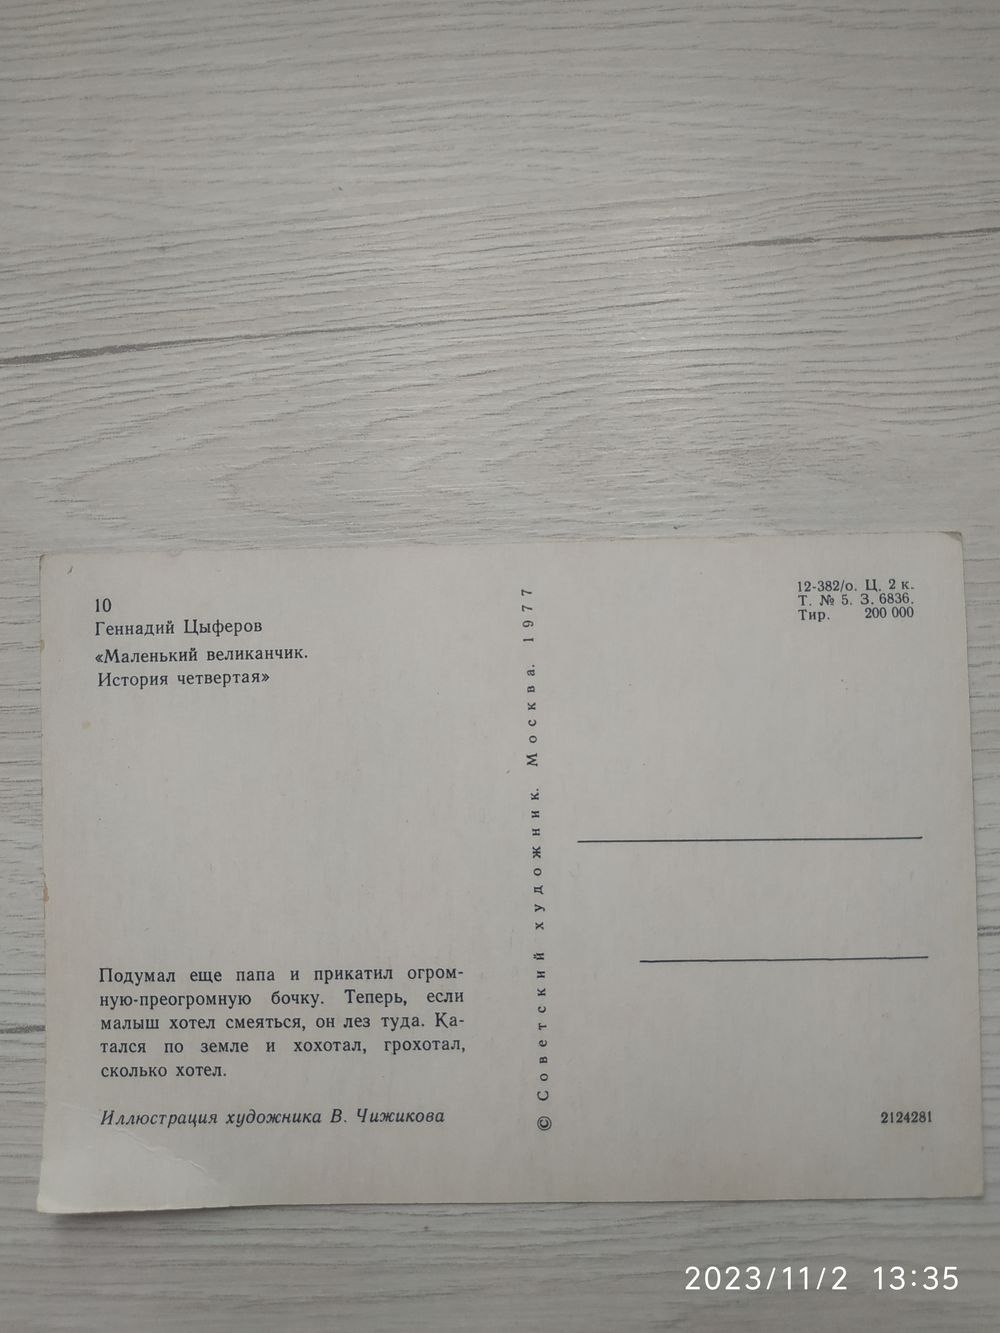 10
Геннадий Цыферов
«Маленький великанчик.
История четвертая»
Подумал еще папа и прикатил огром-
ную-преогромную бочку. Теперь, если
малыш хотел смеяться, он лез туда. Ка-
тался по земле и хохотал, грохотал,
сколько хотел.
Иллюстрация художника В. Чижикова
© Советский художник. Москва. 1977
12-382/о. Ц. 2 к.
Т. № 5. З. 6836.
Тир. 200 000
2124281
2023/11/2 13:35